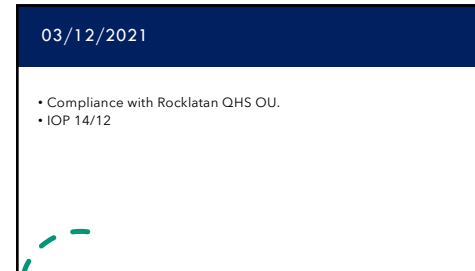 03/12/2021
• Compliance with Rocklatan QHS OU.
• IOP 14/12